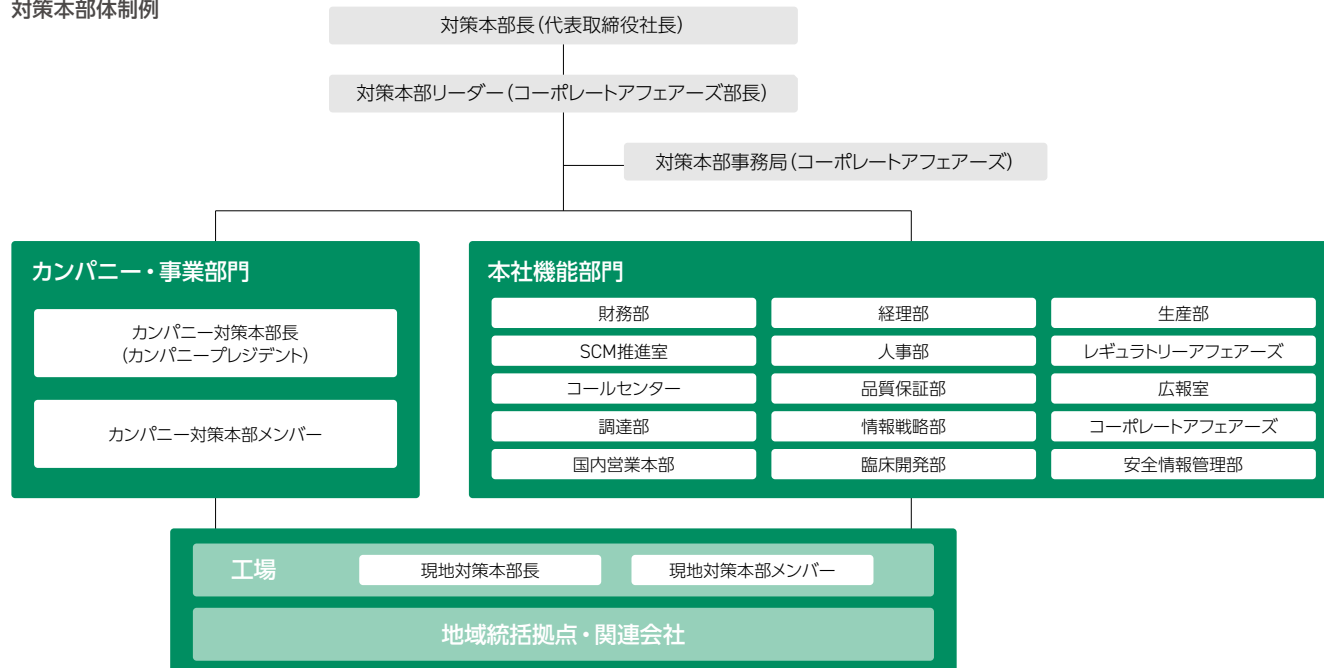 対策本部体制例
対策本部長（代表取締役社長）
対策本部リーダー（コーポレートアフェアーズ部長）
対策本部事務局（コーポレートアフェアーズ）
カンパニー・事業部門
カンパニー対策本部長
（カンパニープレジデント）
カンパニー対策本部メンバー
本社機能部門
財務部
経理部
生産部
SCM推進室
人事部
レギュラトリーアフェアーズ
コールセンター
品質保証部
広報室
調達部
情報戦略部
コーポレートアフェアーズ
国内営業本部
臨床開発部
安全情報管理部
工場
現地対策本部長
現地対策本部メンバー
地域統括拠点・関連会社